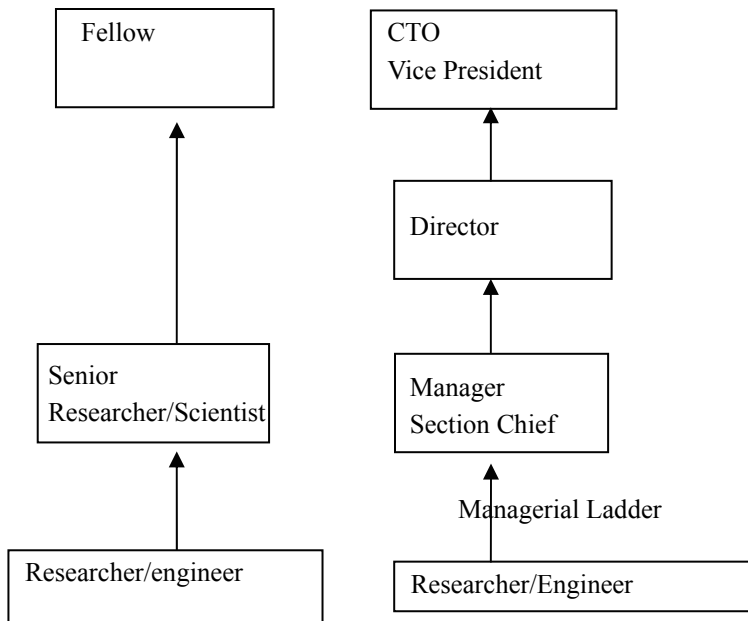 Fellow
CTO
Vice President
Director
Senior
Researcher/Scientist
Manager
Section Chief
Managerial Ladder
Researcher/engineer
Researcher/Engineer